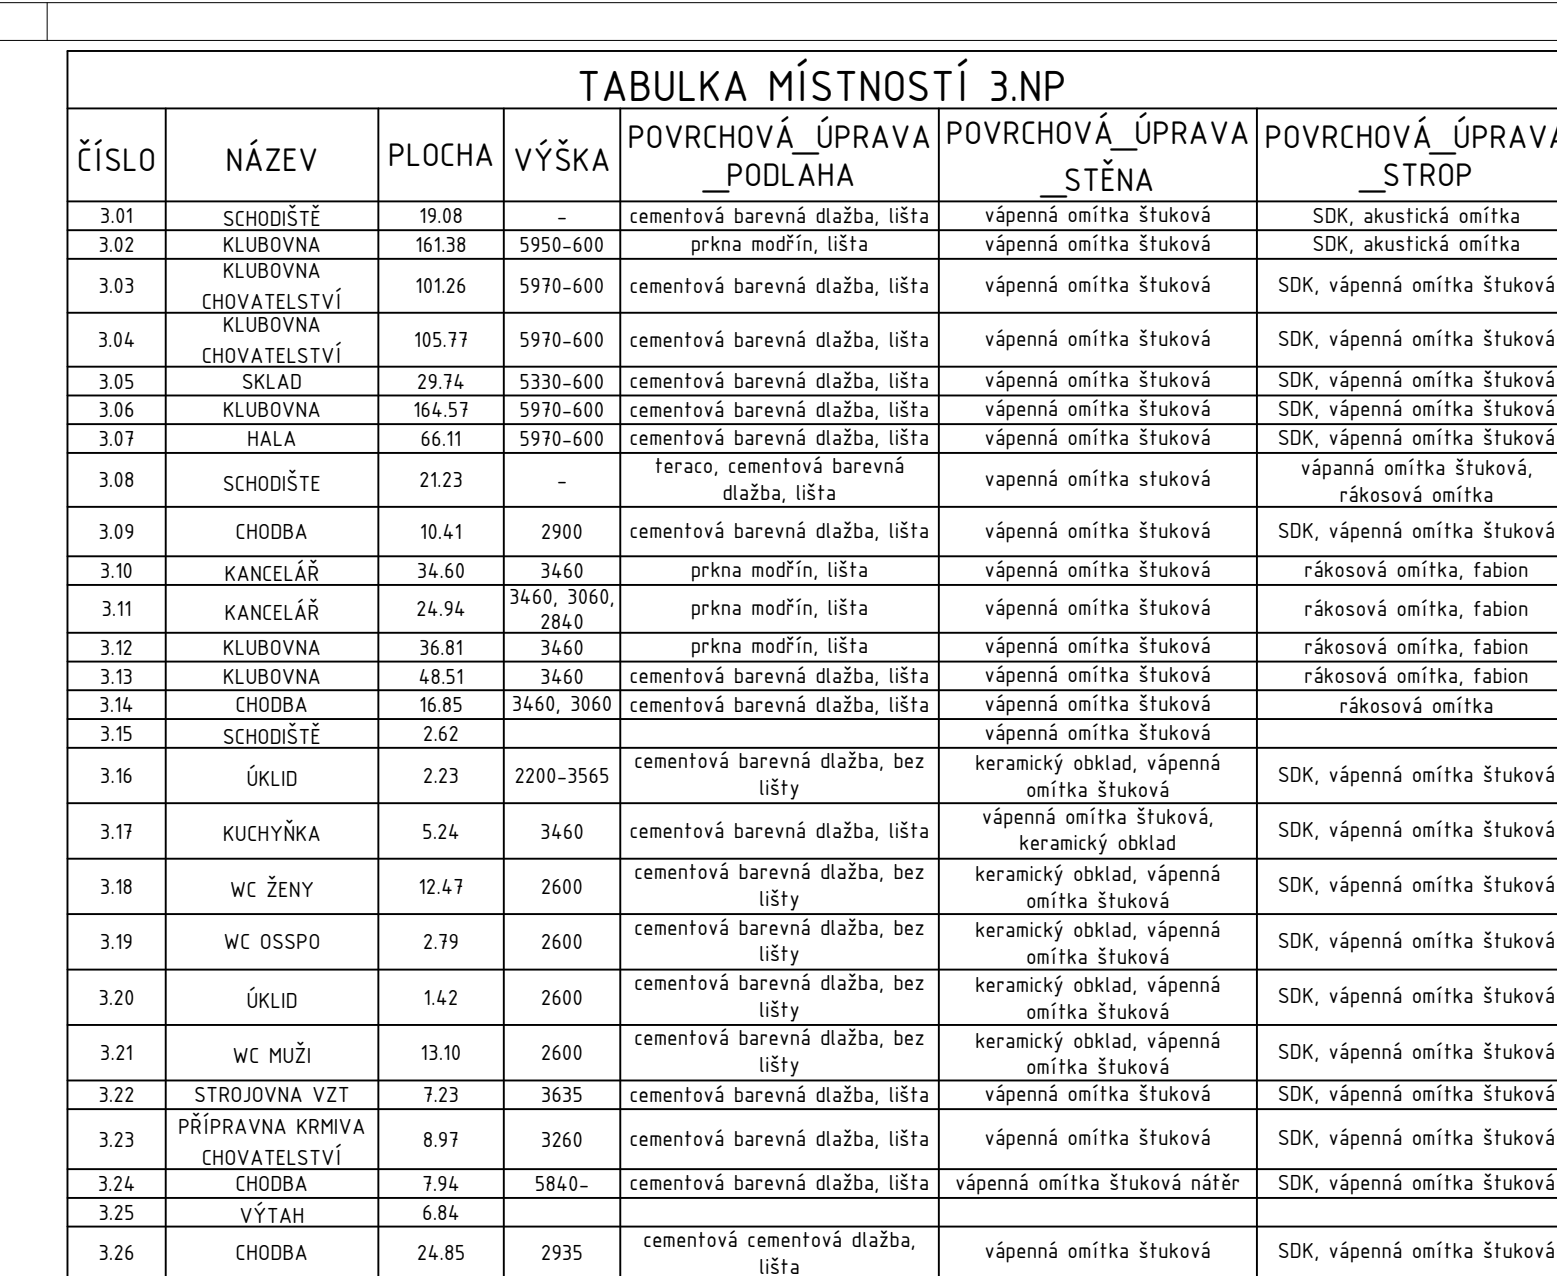 TABULKA MÍSTNOSTÍ 3.NP
ČÍSLO NÁZEV PLOCHA VÝŠKA POVRCHOVÁ_ÚPRAVA _PODLAHA POVRCHOVÁ_ÚPRAVA _STĚNA POVRCHOVÁ_ÚPRAVA _STROP
3.01 SCHODIŠTĚ 19.08 - cementová barevná dlažba, lišta vápenná omítka štuková SDK, akustická omítka
3.02 KLUBOVNA 161.38 5950-600 prkna modřín, lišta vápenná omítka štuková SDK, akustická omítka
3.03 KLUBOVNA CHOVATELSTVÍ 101.26 5970-600 cementová barevná dlažba, lišta vápenná omítka štuková SDK, vápenná omítka štuková
3.04 KLUBOVNA CHOVATELSTVÍ 105.77 5970-600 cementová barevná dlažba, lišta vápenná omítka štuková SDK, vápenná omítka štuková
3.05 SKLAD 29.74 5330-600 cementová barevná dlažba, lišta vápenná omítka štuková SDK, vápenná omítka štuková
3.06 KLUBOVNA 164.57 5970-600 cementová barevná dlažba, lišta vápenná omítka štuková SDK, vápenná omítka štuková
3.07 HALA 66.11 5970-600 cementová barevná dlažba, lišta vápenná omítka štuková SDK, vápenná omítka štuková
3.08 SCHODIŠTE 21.23 - teraco, cementová barevná dlažba, lišta vapenná omítka stuková vápanná omítka štuková, rákosová omítka
3.09 CHODBA 10.41 2900 cementová barevná dlažba, lišta vápenná omítka štuková SDK, vápenná omítka štuková
3.10 KANCELÁŘ 34.60 3460 prkna modřín, lišta vápenná omítka štuková rákosová omítka, fabion
3.11 KANCELÁŘ 24.94 3460, 3060, 2840 prkna modřín, lišta vápenná omítka štuková rákosová omítka, fabion
3.12 KLUBOVNA 36.81 3460 prkna modřín, lišta vápenná omítka štuková rákosová omítka, fabion
3.13 KLUBOVNA 48.51 3460 cementová barevná dlažba, lišta vápenná omítka štuková rákosová omítka, fabion
3.14 CHODBA 16.85 3460, 3060 cementová barevná dlažba, lišta vápenná omítka štuková rákosová omítka
3.15 SCHODIŠTĚ 2.62 vápenná omítka štuková
3.16 ÚKLID 2.23 2200-3565 cementová barevná dlažba, bez lišty keramický obklad, vápenná omítka štuková SDK, vápenná omítka štuková
3.17 KUCHYŇKA 5.24 3460 cementová barevná dlažba, lišta vápenná omítka štuková, keramický obklad SDK, vápenná omítka štuková
3.18 WC ŽENY 12.47 2600 cementová barevná dlažba, bez lišty keramický obklad, vápenná omítka štuková SDK, vápenná omítka štuková
3.19 WC OSSPO 2.79 2600 cementová barevná dlažba, bez lišty keramický obklad, vápenná omítka štuková SDK, vápenná omítka štuková
3.20 ÚKLID 1.42 2600 cementová barevná dlažba, bez lišty keramický obklad, vápenná omítka štuková SDK, vápenná omítka štuková
3.21 WC MUŽI 13.10 2600 cementová barevná dlažba, bez lišty keramický obklad, vápenná omítka štuková SDK, vápenná omítka štuková
3.22 STROJOVNA VZT 7.23 3635 cementová barevná dlažba, lišta vápenná omítka štuková SDK, vápenná omítka štuková
3.23 PŘÍPRAVNA KRMIVA CHOVATELSTVÍ 8.97 3260 cementová barevná dlažba, lišta vápenná omítka štuková SDK, vápenná omítka štuková
3.24 CHODBA 7.94 5840- cementová barevná dlažba, lišta vápenná omítka štuková nátěr SDK, vápenná omítka štuková
3.25 VÝTAH 6.84
3.26 CHODBA 24.85 2935 cementová cementová dlažba, lišta vápenná omítka štuková SDK, vápenná omítka štuková